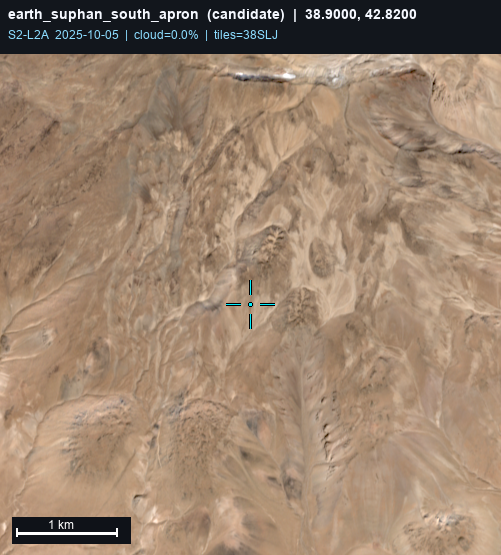 earth_suphan_south_apron (candidate) | 38.9000, 42.8200
S2-L2A 2025-10-05 | cloud=0.0% | tiles=38SLJ
1 km